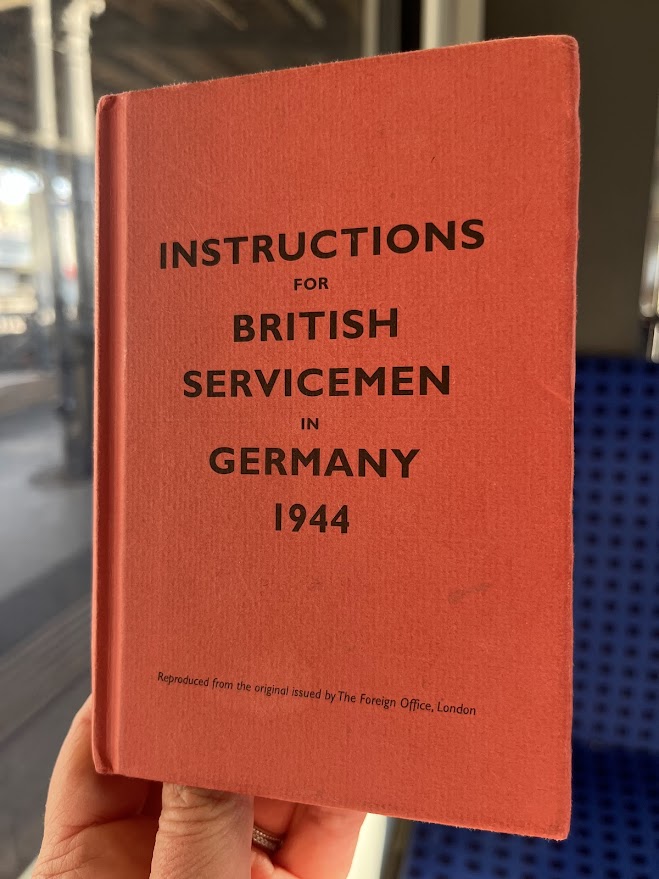 INSTRUCTIONS
FOR
BRITISH
SERVICEMEN
IN
GERMANY
1944
Reproduced from the original issued by The Foreign Office, London